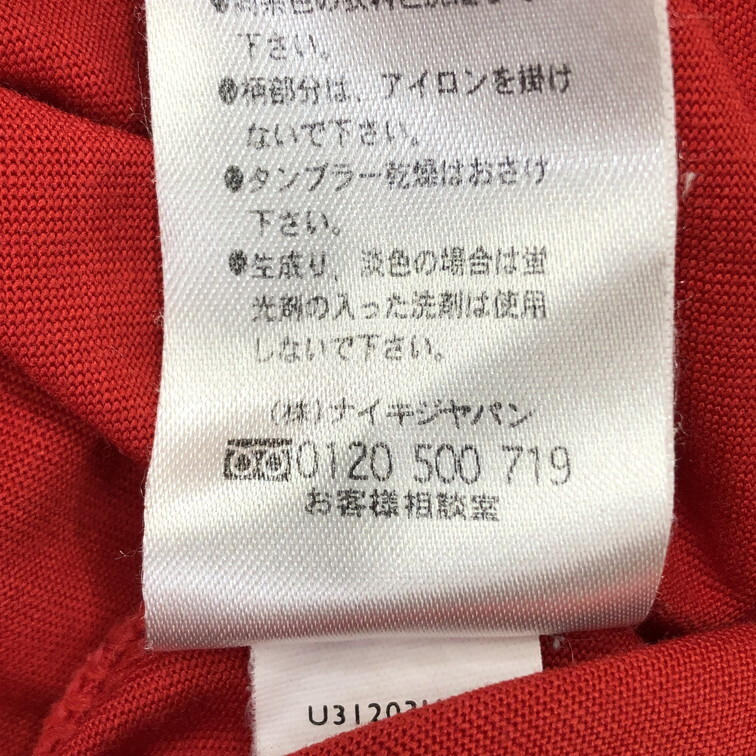 下さい。
●柄部分は、アイロンを掛け
ないで下さい。
●タンブラー乾燥はおさけ
下さい。
●生成り、淡色の場合は蛍
光剤の入った洗剤は使用
しないで下さい。
(株)ナイキジャパン
0120 500 719
お客様相談室
U31203